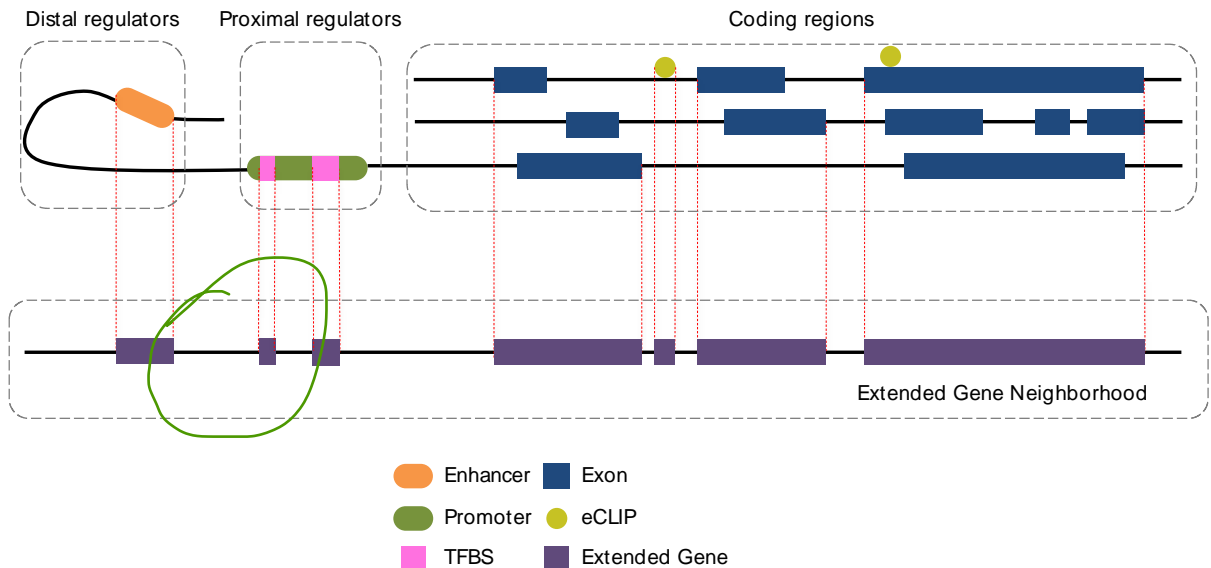 Distal regulators
Proximal regulators
Coding regions
Extended Gene Neighborhood
Enhancer
Exon
Promoter
eCLIP
TFBS
Extended Gene